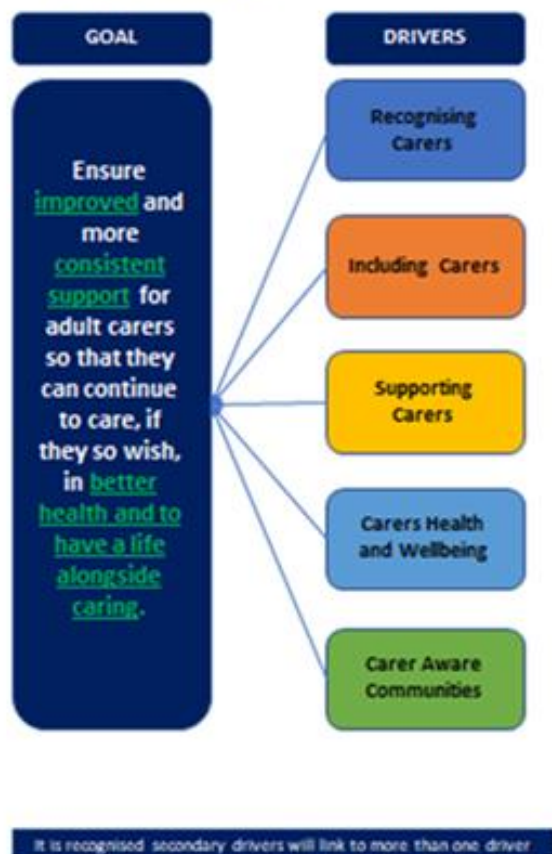 GOAL
DRIVERS
Ensure
improved and
more
consistent
support for
adult carers
so that they
can continue
to care, if
they so wish,
in better
health and to
have a life
alongside
caring.
Recognising
Carers
Including Carers
Supporting
Carers
Carers Health
and Wellbeing
Carer Aware
Communities
It is recognised secondary drivers will link to more than one driver